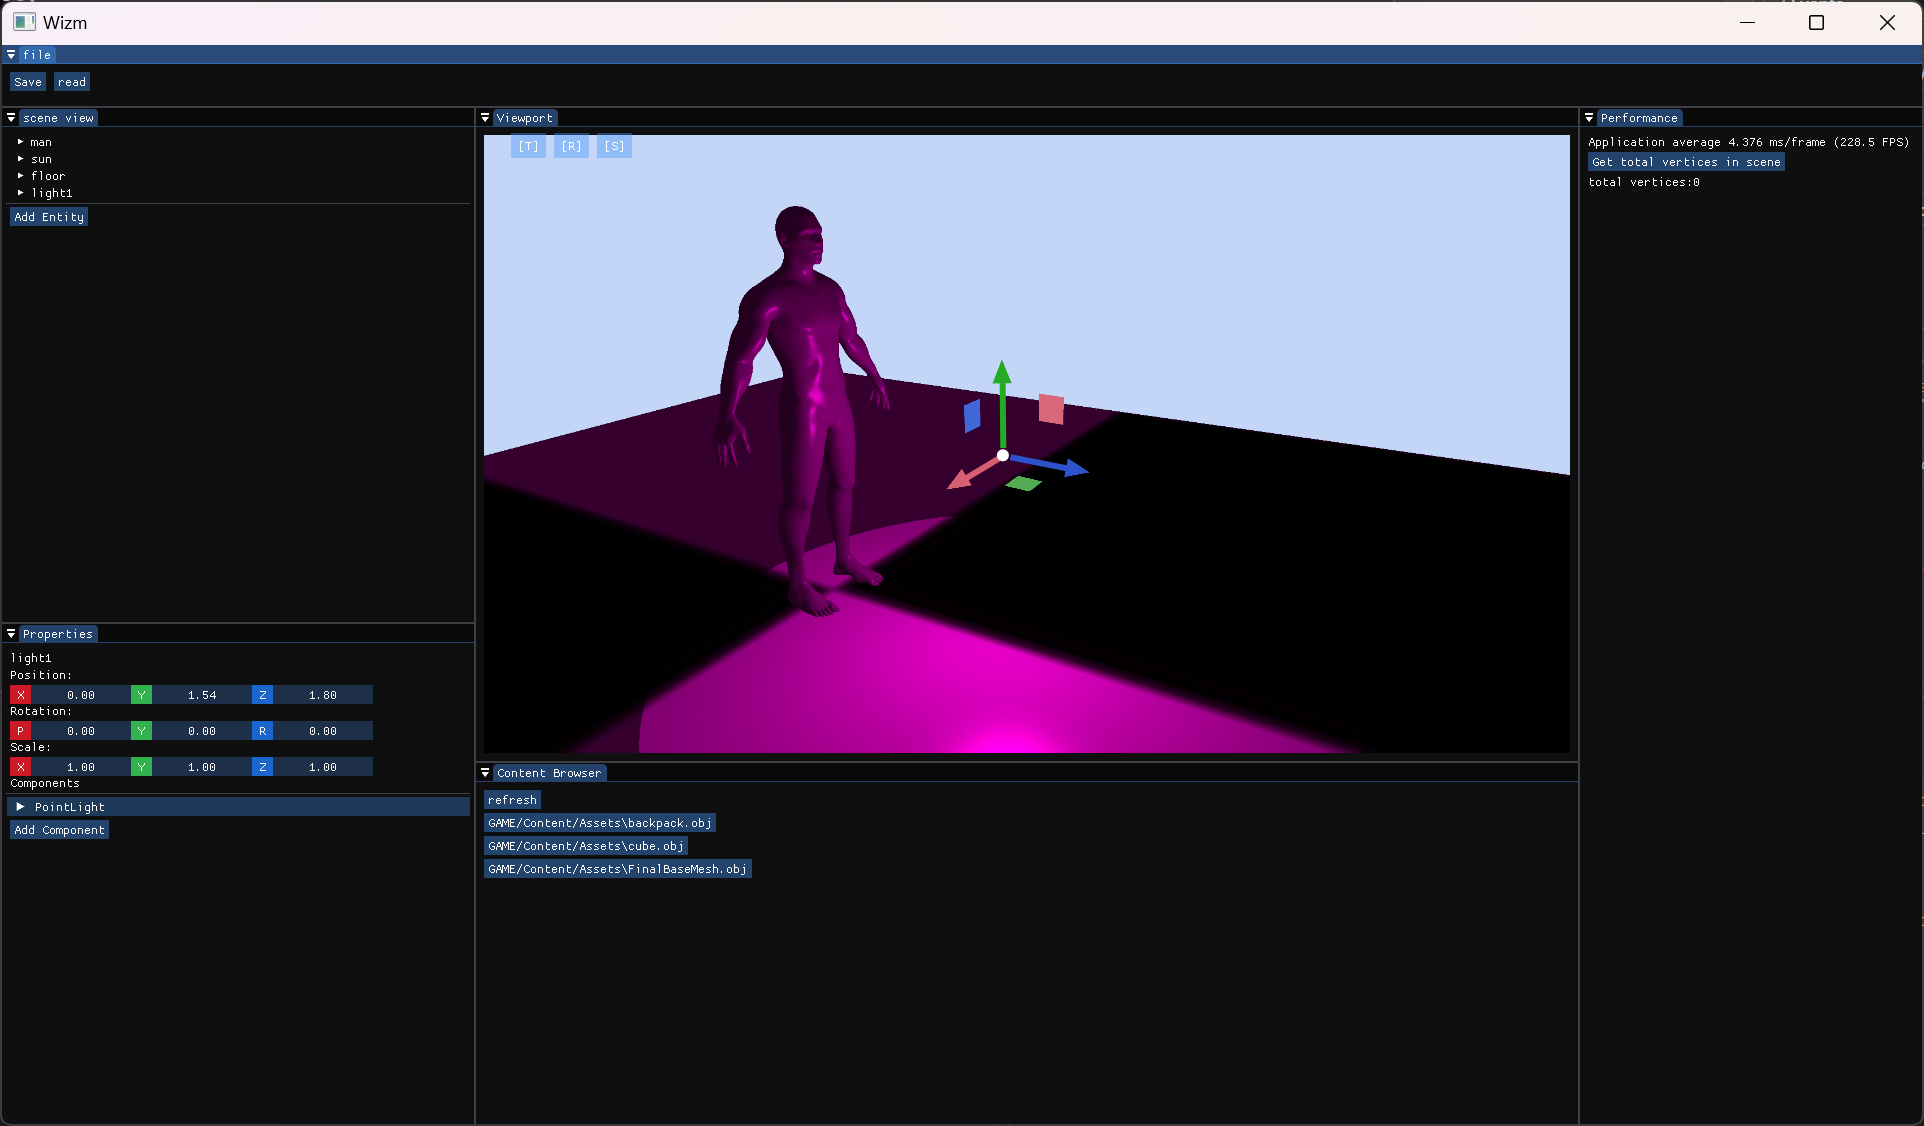 Wizm
file
Save read
scene view
man
sun
floor
light1
Add Entity
Viewport
[T] [R] [S]
Performance
Application average 4.376 ms/frame (228.5 FPS)
Get total vertices in scene
total vertices:0
Properties
light1
Position:
X 0.00 Y 1.54 Z 1.80
Rotation:
P 0.00 Y 0.00 R 0.00
Scale:
X 1.00 Y 1.00 Z 1.00
Components
PointLight
Add Component
Content Browser
refresh
GAME/Content/Assets\backpack.obj
GAME/Content/Assets\cube.obj
GAME/Content/Assets\FinalBaseMesh.obj